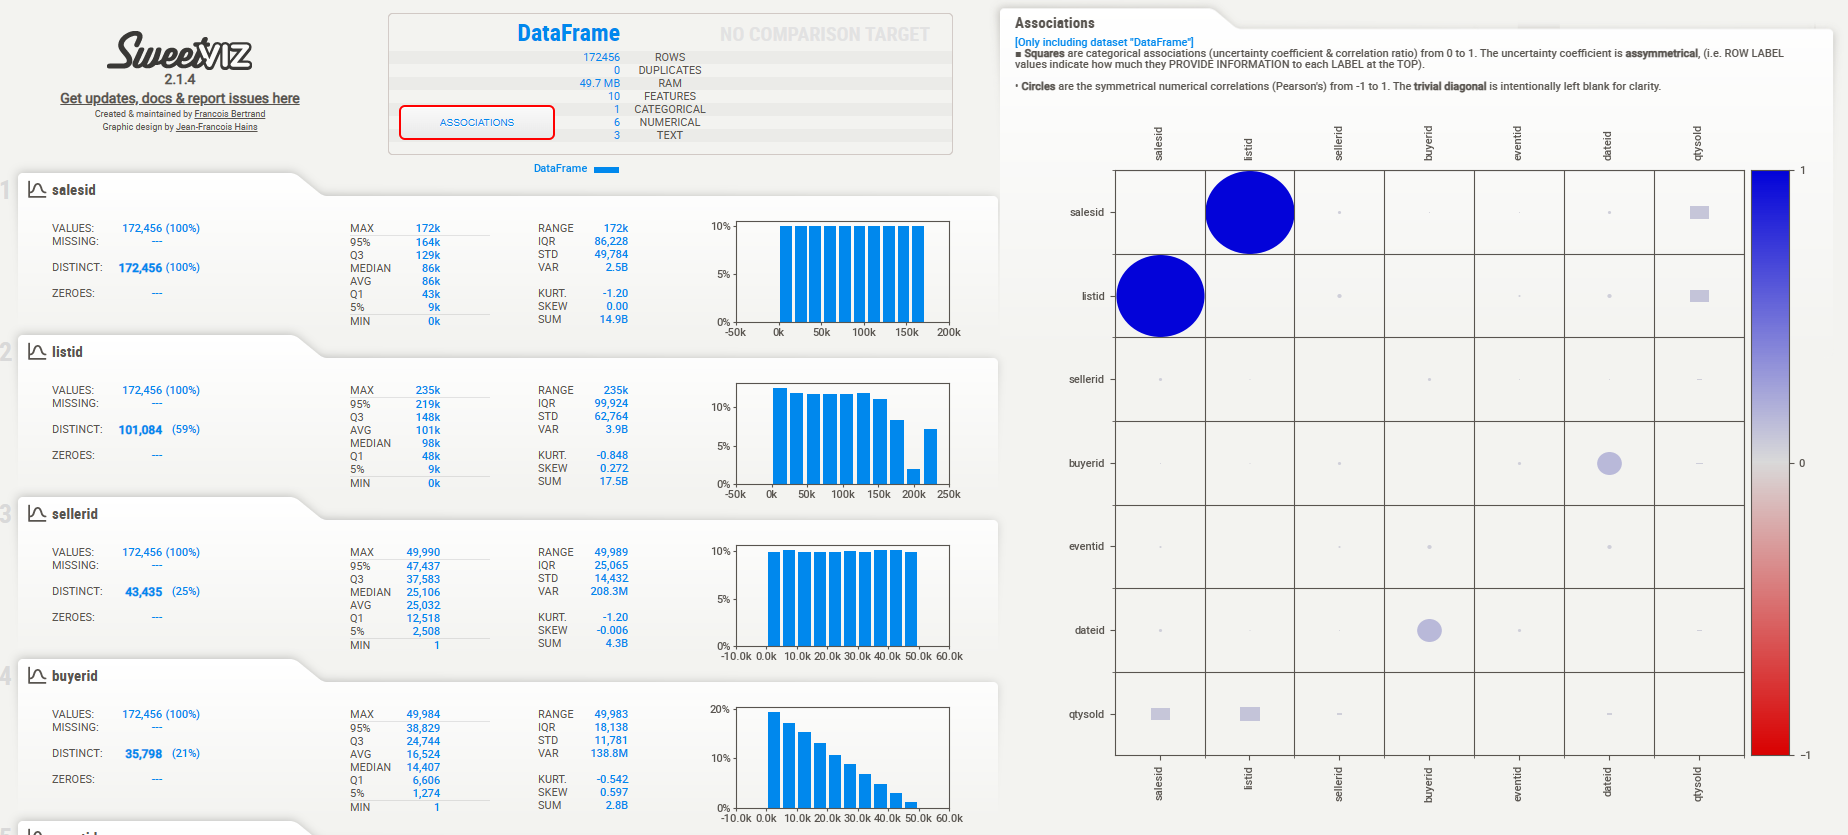 SweetVIZ
2.1.4
Get updates, docs & report issues here
Created & maintained by Francois Bertrand
Graphic design by Jean-Francois Hains
DataFrame
NO COMPARISON TARGET
172456 ROWS
0 DUPLICATES
49.7 MB RAM
10 FEATURES
1 CATEGORICAL
6 NUMERICAL
3 TEXT
ASSOCIATIONS
DataFrame
1
salesid
VALUES: 172,456 (100%)
MISSING: ---
DISTINCT: 172,456 (100%)
ZEROES: ---
MAX 172k
95% 164k
Q3 129k
MEDIAN 86k
AVG 86k
Q1 43k
5% 9k
MIN 0k
RANGE 172k
IQR 86,228
STD 49,784
VAR 2.5B
KURT. -1.20
SKEW 0.00
SUM 14.9B
10%
5%
0%
-50k 0k 50k 100k 150k 200k
2
listid
VALUES: 172,456 (100%)
MISSING: ---
DISTINCT: 101,084 (59%)
ZEROES: ---
MAX 235k
95% 219k
Q3 148k
AVG 101k
MEDIAN 98k
Q1 48k
5% 9k
MIN 0k
RANGE 235k
IQR 99,924
STD 62,764
VAR 3.9B
KURT. -0.848
SKEW 0.272
SUM 17.5B
10%
5%
0%
-50k 0k 50k 100k 150k 200k 250k
3
sellerid
VALUES: 172,456 (100%)
MISSING: ---
DISTINCT: 43,435 (25%)
ZEROES: ---
MAX 49,990
95% 47,437
Q3 37,583
MEDIAN 25,106
AVG 25,032
Q1 12,518
5% 2,508
MIN 1
RANGE 49,989
IQR 25,065
STD 14,432
VAR 208.3M
KURT. -1.20
SKEW -0.006
SUM 4.3B
10%
5%
0%
-10.0k 0.0k 10.0k 20.0k 30.0k 40.0k 50.0k 60.0k
4
buyerid
VALUES: 172,456 (100%)
MISSING: ---
DISTINCT: 35,798 (21%)
ZEROES: ---
MAX 49,984
95% 38,829
Q3 24,744
AVG 16,524
MEDIAN 14,407
Q1 6,606
5% 1,274
MIN 1
RANGE 49,983
IQR 18,138
STD 11,781
VAR 138.8M
KURT. -0.542
SKEW 0.597
SUM 2.8B
20%
10%
0%
-10.0k 0.0k 10.0k 20.0k 30.0k 40.0k 50.0k 60.0k
Associations
[Only including dataset "DataFrame"]
■ Squares are categorical associations (uncertainty coefficient & correlation ratio) from 0 to 1. The uncertainty coefficient is assymmetrical, (i.e. ROW LABEL
values indicate how much they PROVIDE INFORMATION to each LABEL at the TOP).
• Circles are the symmetrical numerical correlations (Pearson's) from -1 to 1. The trivial diagonal is intentionally left blank for clarity.
salesid listid sellerid buyerid eventid dateid qtysold
salesid
listid
sellerid
buyerid
eventid
dateid
qtysold
salesid listid sellerid buyerid eventid dateid qtysold
1
0
-1